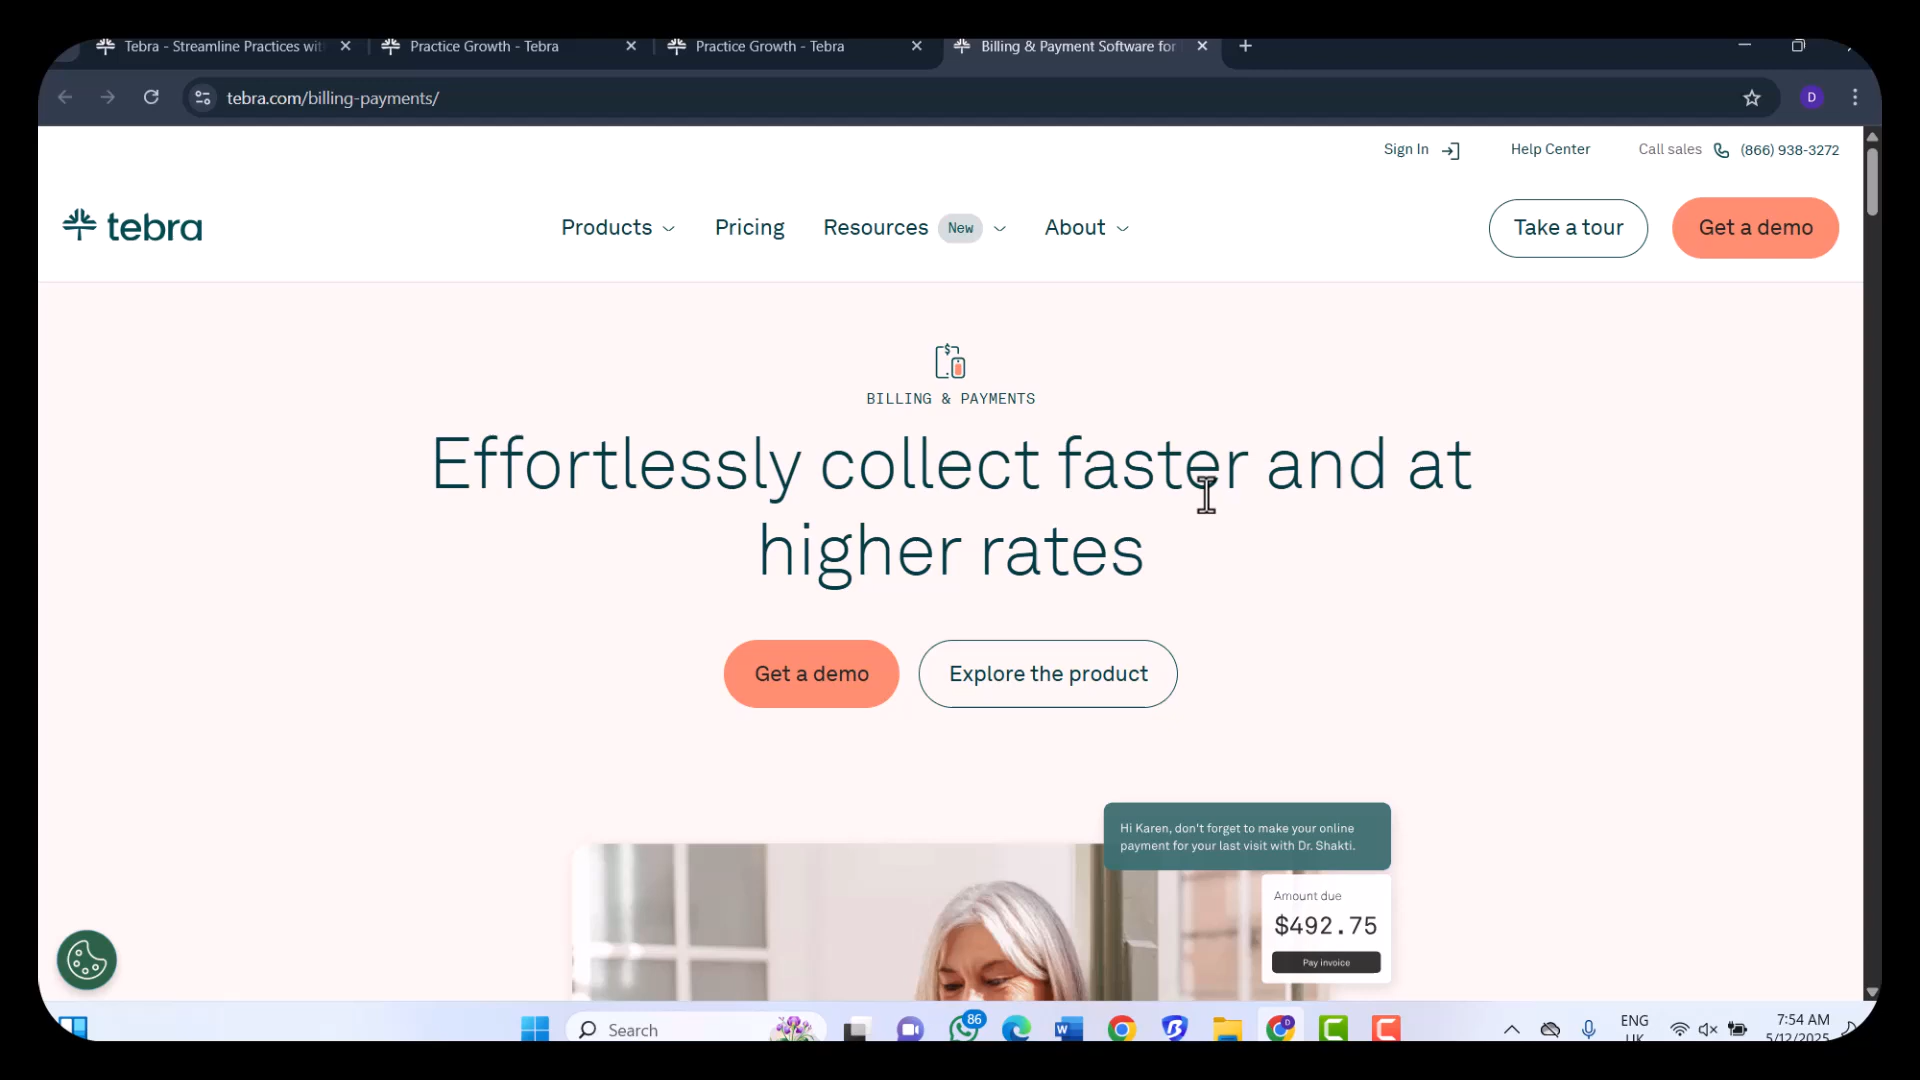 Tebra - Streamline Practices wit
Practice Growth - Tebra
Practice Growth - Tebra
Billing & Payment Software for
tebra.com/billing-payments/
D
Sign In
Help Center
Call sales (866) 938-3272
tebra
Products
Pricing
Resources New
About
Take a tour
Get a demo
BILLING & PAYMENTS
Effortlessly collect faster and at
higher rates
Get a demo
Explore the product
Hi Karen, don't forget to make your online
payment for your last visit with Dr. Shakti.
Amount due
$492.75
Pay invoice
Search
86
ENG
UK
7:54 AM
5/12/2025